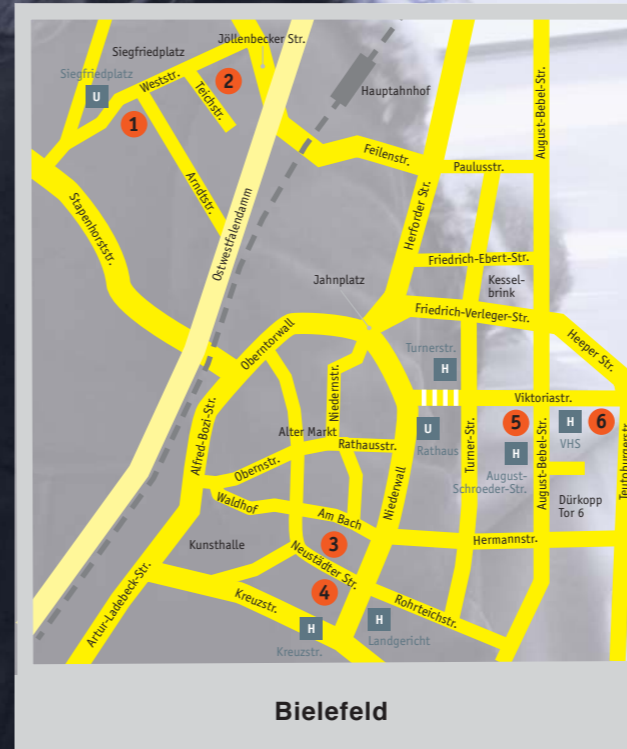 Jöllenbecker Str.
Siegfriedplatz
Siegfriedplatz
U
Weststr.
2
Teichstr.
1
Hauptahnhof
August-Bebel-Str.
Feilenstr.
Paulusstr.
Arndtstr.
Stapenhorststr.
Ostwestfalendamm
Herforder Str.
Friedrich-Ebert-Str.
Jahnplatz
Kessel-
brink
Friedrich-Verleger-Str.
Heeper Str.
Oberntorwall
Turnerstr.
H
Niedernstr.
Viktoriastr.
Alfred-Bozi-Str.
Alter Markt
Rathausstr.
U
Rathaus
Turner-Str.
5
H
August-
Schroeder-Str.
August-Bebel-Str.
H
VHS
6
Teutoburgerstr.
Obernstr.
Niederwall
Dürkopp
Tor 6
Waldhof
Am Bach
Kunsthalle
3
Hermannstr.
Neustädter Str.
4
Artur-Ladebeck-Str.
Kreuzstr.
Rohrteichstr.
H
Kreuzstr.
H
Landgericht
Bielefeld